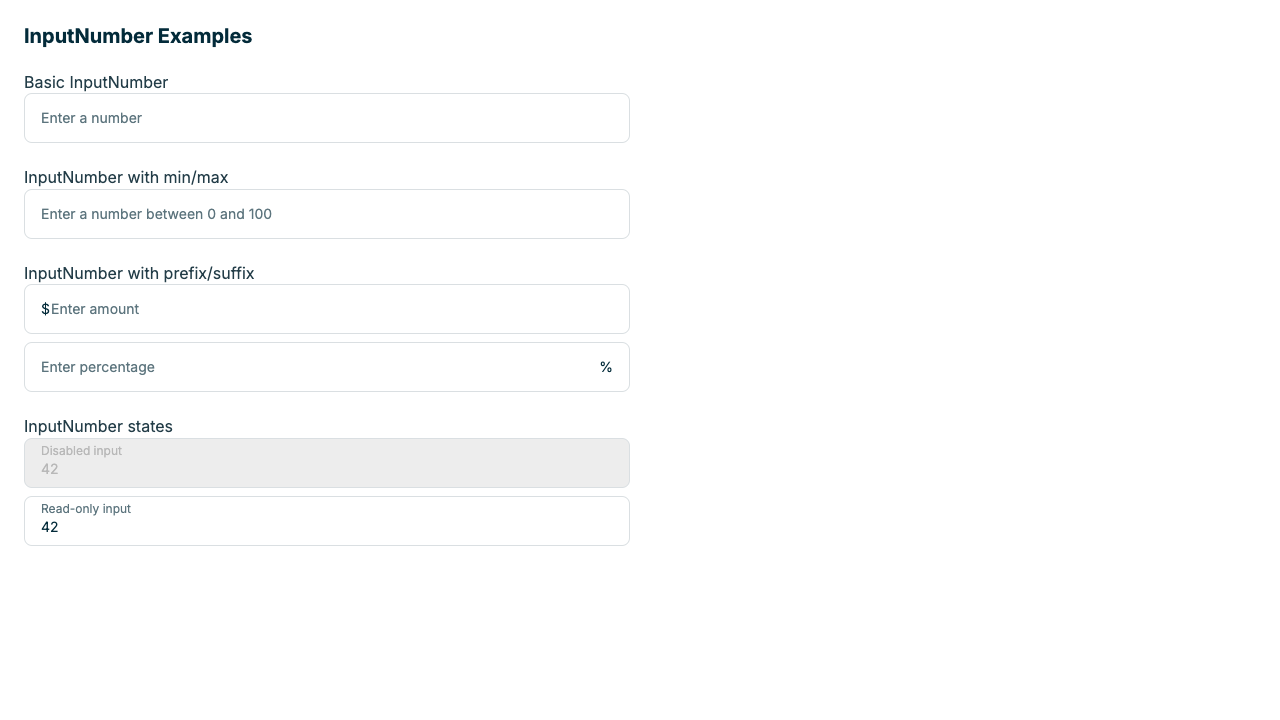 InputNumber Examples
Basic InputNumber
Enter a number
InputNumber with min/max
Enter a number between 0 and 100
InputNumber with prefix/suffix
$Enter amount
Enter percentage %
InputNumber states
Disabled input
42
Read-only input
42